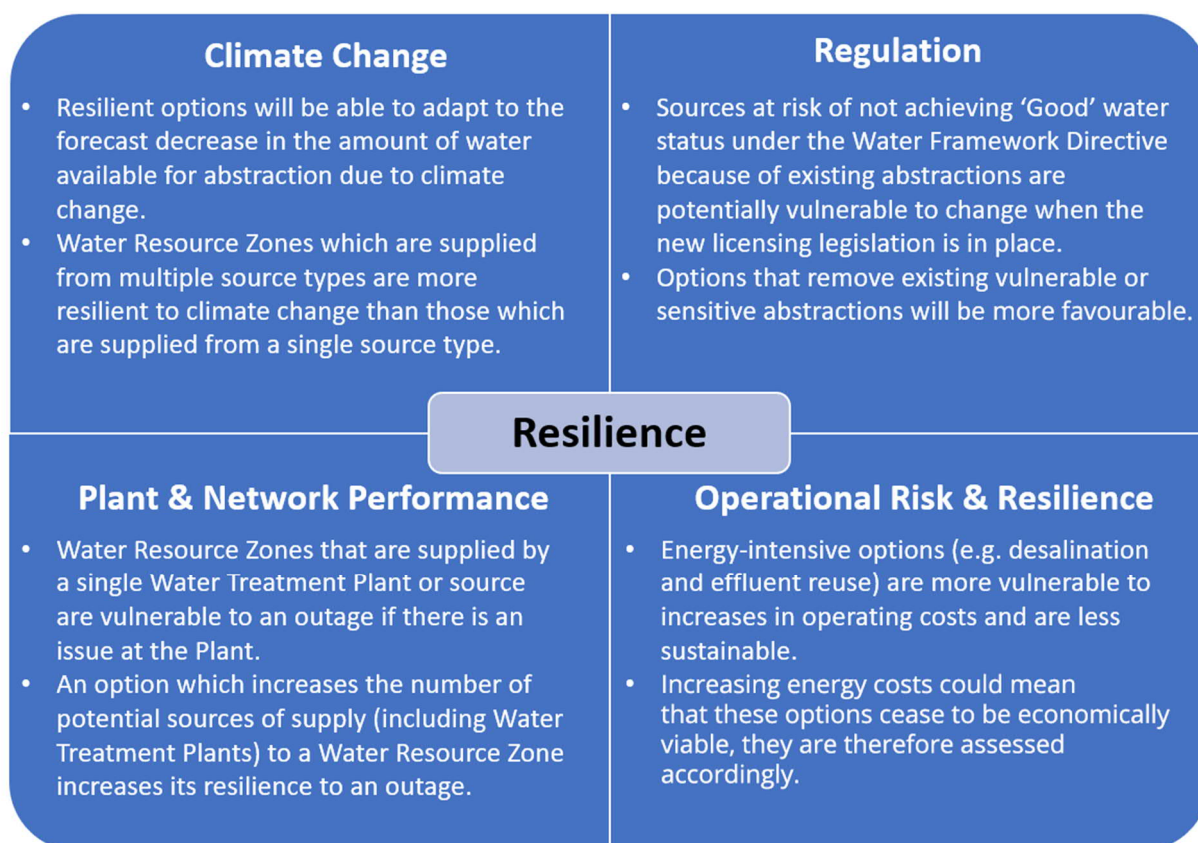 Climate Change
• Resilient options will be able to adapt to the
forecast decrease in the amount of water
available for abstraction due to climate
change.
• Water Resource Zones which are supplied
from multiple source types are more
resilient to climate change than those which
are supplied from a single source type.
Regulation
• Sources at risk of not achieving ‘Good’ water
status under the Water Framework Directive
because of existing abstractions are
potentially vulnerable to change when the
new licensing legislation is in place.
• Options that remove existing vulnerable or
sensitive abstractions will be more favourable.
Resilience
Plant & Network Performance
• Water Resource Zones that are supplied by
a single Water Treatment Plant or source
are vulnerable to an outage if there is an
issue at the Plant.
• An option which increases the number of
potential sources of supply (including Water
Treatment Plants) to a Water Resource Zone
increases its resilience to an outage.
Operational Risk & Resilience
• Energy-intensive options (e.g. desalination
and effluent reuse) are more vulnerable to
increases in operating costs and are less
sustainable.
• Increasing energy costs could mean
that these options cease to be economically
viable, they are therefore assessed
accordingly.